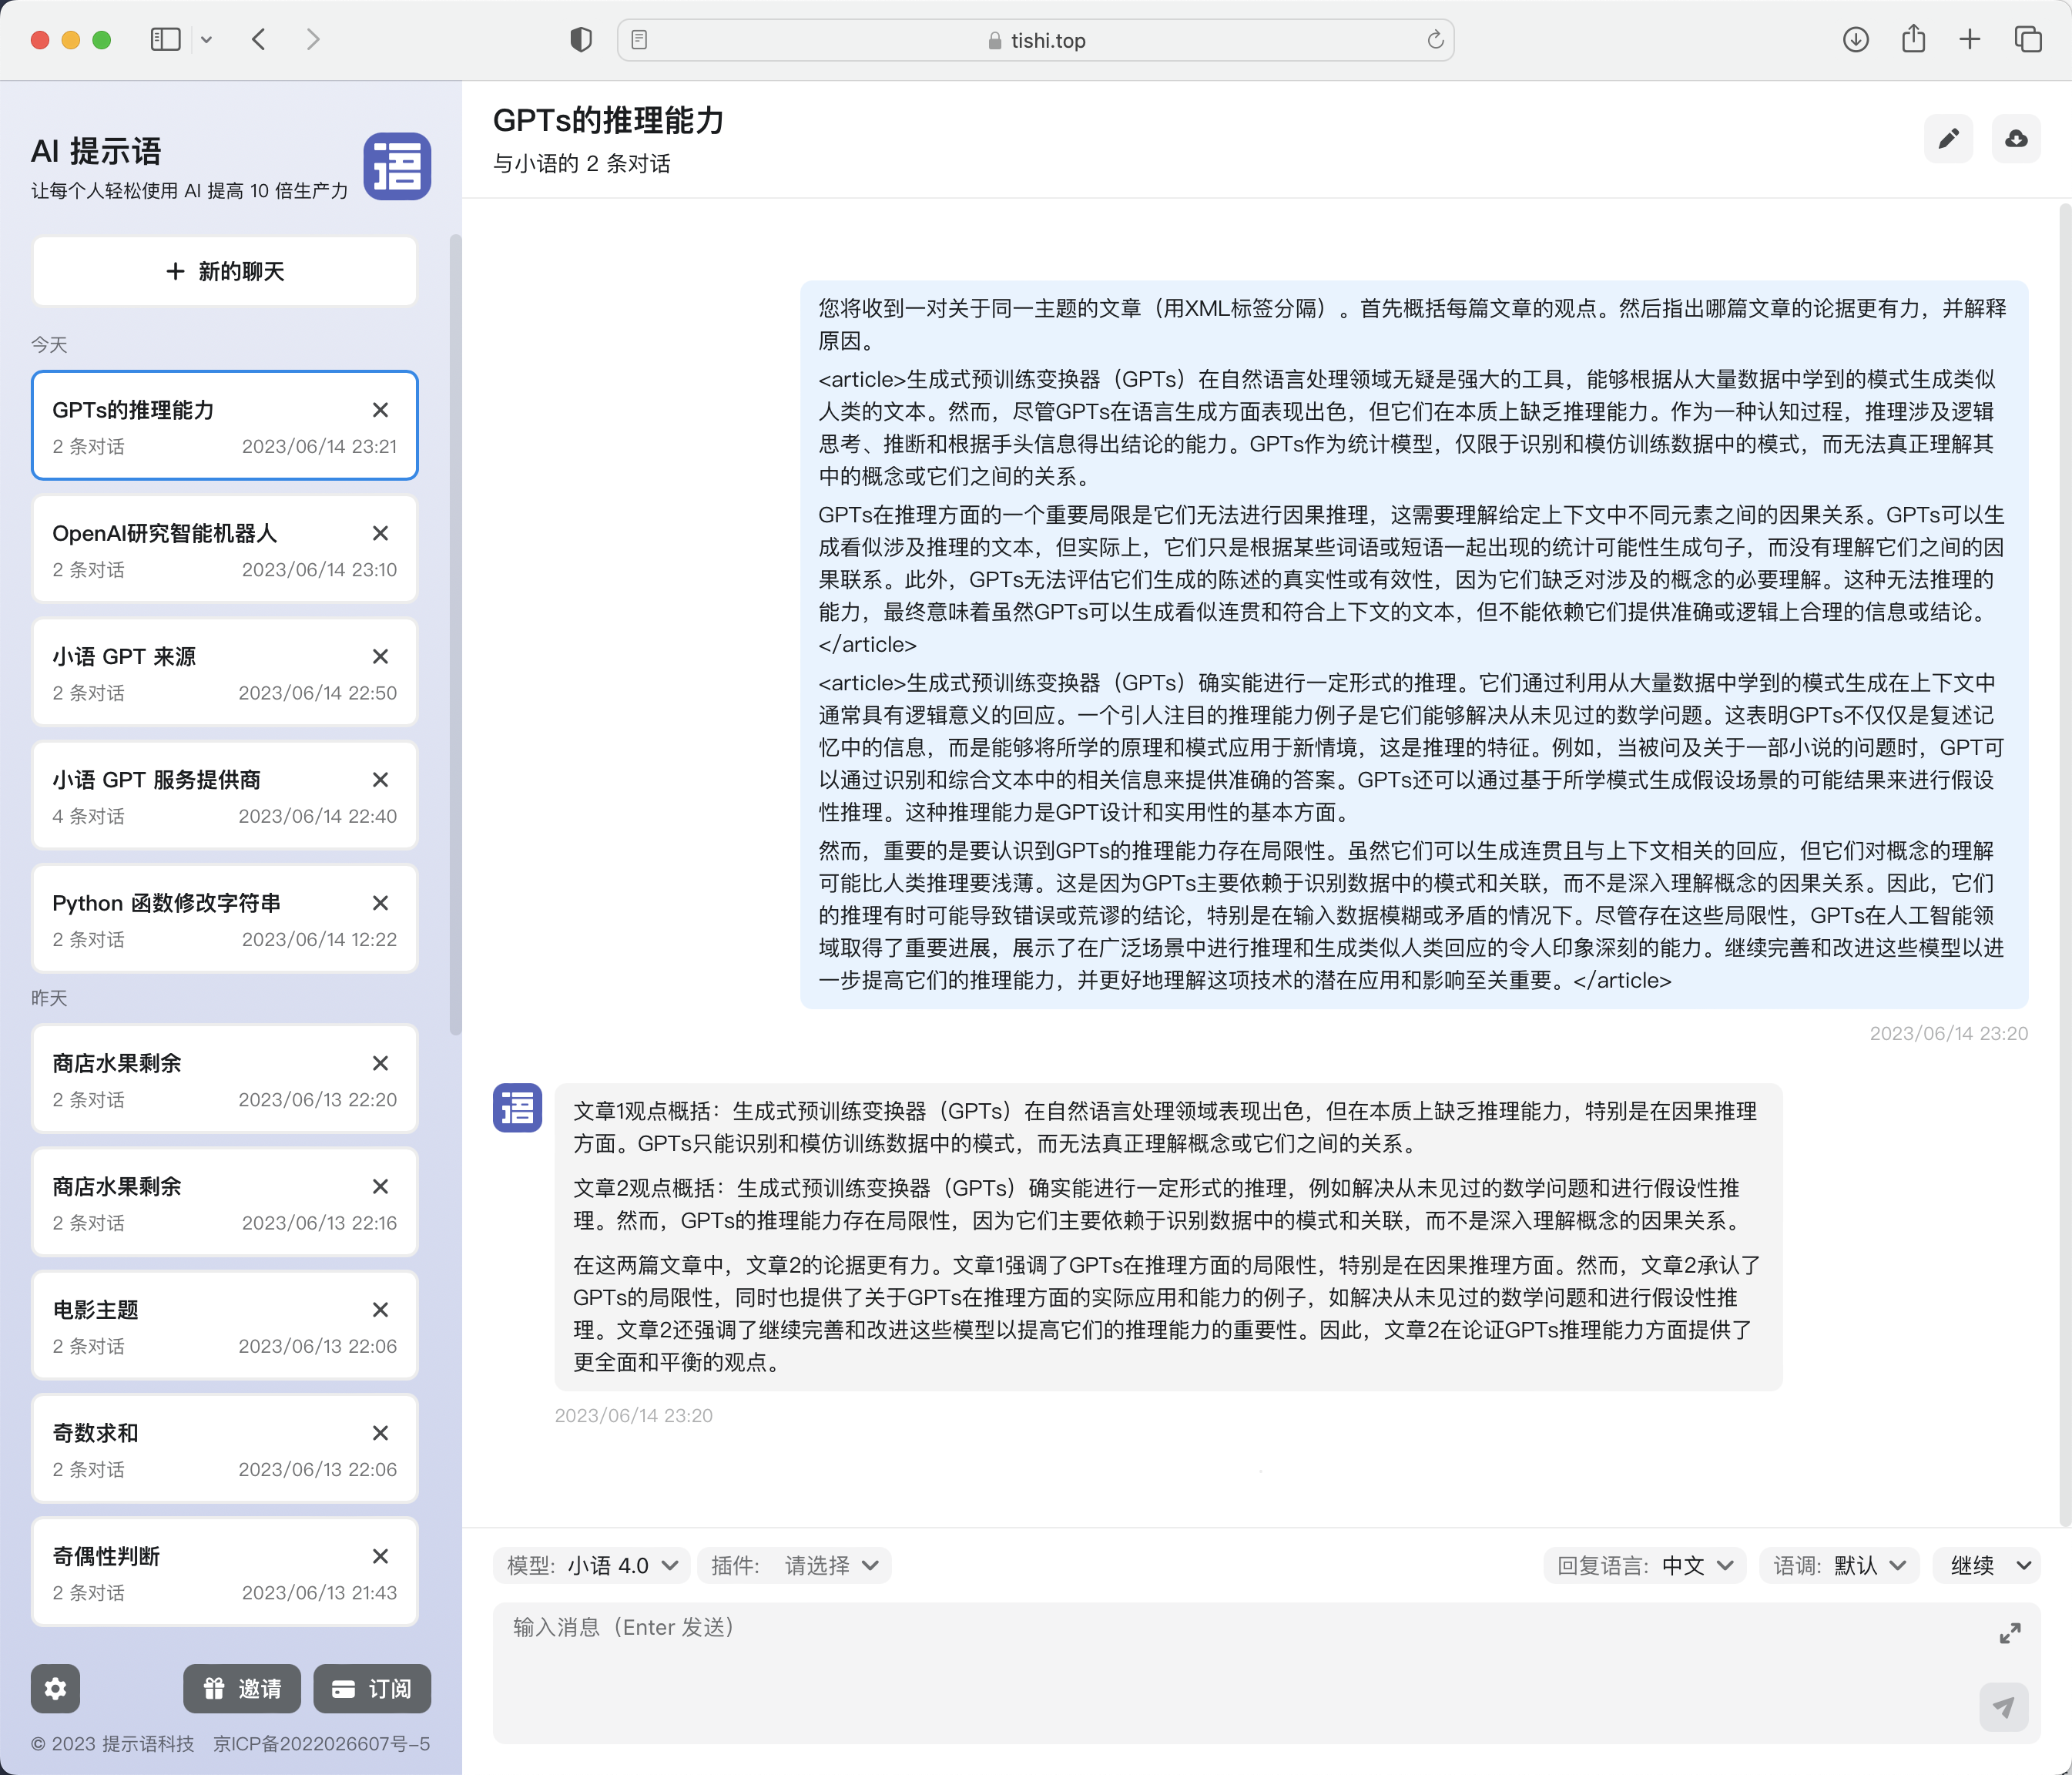 tishi.top
AI 提示语
让每个人轻松使用 AI 提高 10 倍生产力
语
新的聊天
今天
GPTs的推理能力
2 条对话 2023/06/14 23:21
OpenAI研究智能机器人
2 条对话 2023/06/14 23:10
小语 GPT 来源
2 条对话 2023/06/14 22:50
小语 GPT 服务提供商
4 条对话 2023/06/14 22:40
Python 函数修改字符串
2 条对话 2023/06/14 12:22
昨天
商店水果剩余
2 条对话 2023/06/13 22:20
商店水果剩余
2 条对话 2023/06/13 22:16
电影主题
2 条对话 2023/06/13 22:06
奇数求和
2 条对话 2023/06/13 22:06
奇偶性判断
2 条对话 2023/06/13 21:43
邀请 订阅
© 2023 提示语科技 京ICP备2022026607号-5
GPTs的推理能力
与小语的 2 条对话
您将收到一对关于同一主题的文章（用XML标签分隔）。首先概括每篇文章的观点。然后指出哪篇文章的论据更有力，并解释
原因。
<article>生成式预训练变换器（GPTs）在自然语言处理领域无疑是强大的工具，能够根据从大量数据中学到的模式生成类似
人类的文本。然而，尽管GPTs在语言生成方面表现出色，但它们在本质上缺乏推理能力。作为一种认知过程，推理涉及逻辑
思考、推断和根据手头信息得出结论的能力。GPTs作为统计模型，仅限于识别和模仿训练数据中的模式，而无法真正理解其
中的概念或它们之间的关系。
GPTs在推理方面的一个重要局限是它们无法进行因果推理，这需要理解给定上下文中不同元素之间的因果关系。GPTs可以生
成看似涉及推理的文本，但实际上，它们只是根据某些词语或短语一起出现的统计可能性生成句子，而没有理解它们之间的因
果联系。此外，GPTs无法评估它们生成的陈述的真实性或有效性，因为它们缺乏对涉及的概念的必要理解。这种无法推理的
能力，最终意味着虽然GPTs可以生成看似连贯和符合上下文的文本，但不能依赖它们提供准确或逻辑上合理的信息或结论。
</article>
<article>生成式预训练变换器（GPTs）确实能进行一定形式的推理。它们通过利用从大量数据中学到的模式生成在上下文中
通常具有逻辑意义的回应。一个引人注目的推理能力例子是它们能够解决从未见过的数学问题。这表明GPTs不仅仅是复述记
忆中的信息，而是能够将所学的原理和模式应用于新情境，这是推理的特征。例如，当被问及关于一部小说的问题时，GPT可
以通过识别和综合文本中的相关信息来提供准确的答案。GPTs还可以通过基于所学模式生成假设场景的可能结果来进行假设
性推理。这种推理能力是GPT设计和实用性的基本方面。
然而，重要的是要认识到GPTs的推理能力存在局限性。虽然它们可以生成连贯且与上下文相关的回应，但它们对概念的理解
可能比人类推理要浅薄。这是因为GPTs主要依赖于识别数据中的模式和关联，而不是深入理解概念的因果关系。因此，它们
的推理有时可能导致错误或荒谬的结论，特别是在输入数据模糊或矛盾的情况下。尽管存在这些局限性，GPTs在人工智能领
域取得了重要进展，展示了在广泛场景中进行推理和生成类似人类回应的令人印象深刻的能力。继续完善和改进这些模型以进
一步提高它们的推理能力，并更好地理解这项技术的潜在应用和影响至关重要。</article>
2023/06/14 23:20
语
文章1观点概括：生成式预训练变换器（GPTs）在自然语言处理领域表现出色，但在本质上缺乏推理能力，特别是在因果推理
方面。GPTs只能识别和模仿训练数据中的模式，而无法真正理解概念或它们之间的关系。
文章2观点概括：生成式预训练变换器（GPTs）确实能进行一定形式的推理，例如解决从未见过的数学问题和进行假设性推
理。然而，GPTs的推理能力存在局限性，因为它们主要依赖于识别数据中的模式和关联，而不是深入理解概念的因果关系。
在这两篇文章中，文章2的论据更有力。文章1强调了GPTs在推理方面的局限性，特别是在因果推理方面。然而，文章2承认了
GPTs的局限性，同时也提供了关于GPTs在推理方面的实际应用和能力的例子，如解决从未见过的数学问题和进行假设性推
理。文章2还强调了继续完善和改进这些模型以提高它们的推理能力的重要性。因此，文章2在论证GPTs推理能力方面提供了
更全面和平衡的观点。
2023/06/14 23:20
模型: 小语 4.0 插件: 请选择 回复语言: 中文 语调: 默认 继续
输入消息（Enter 发送）